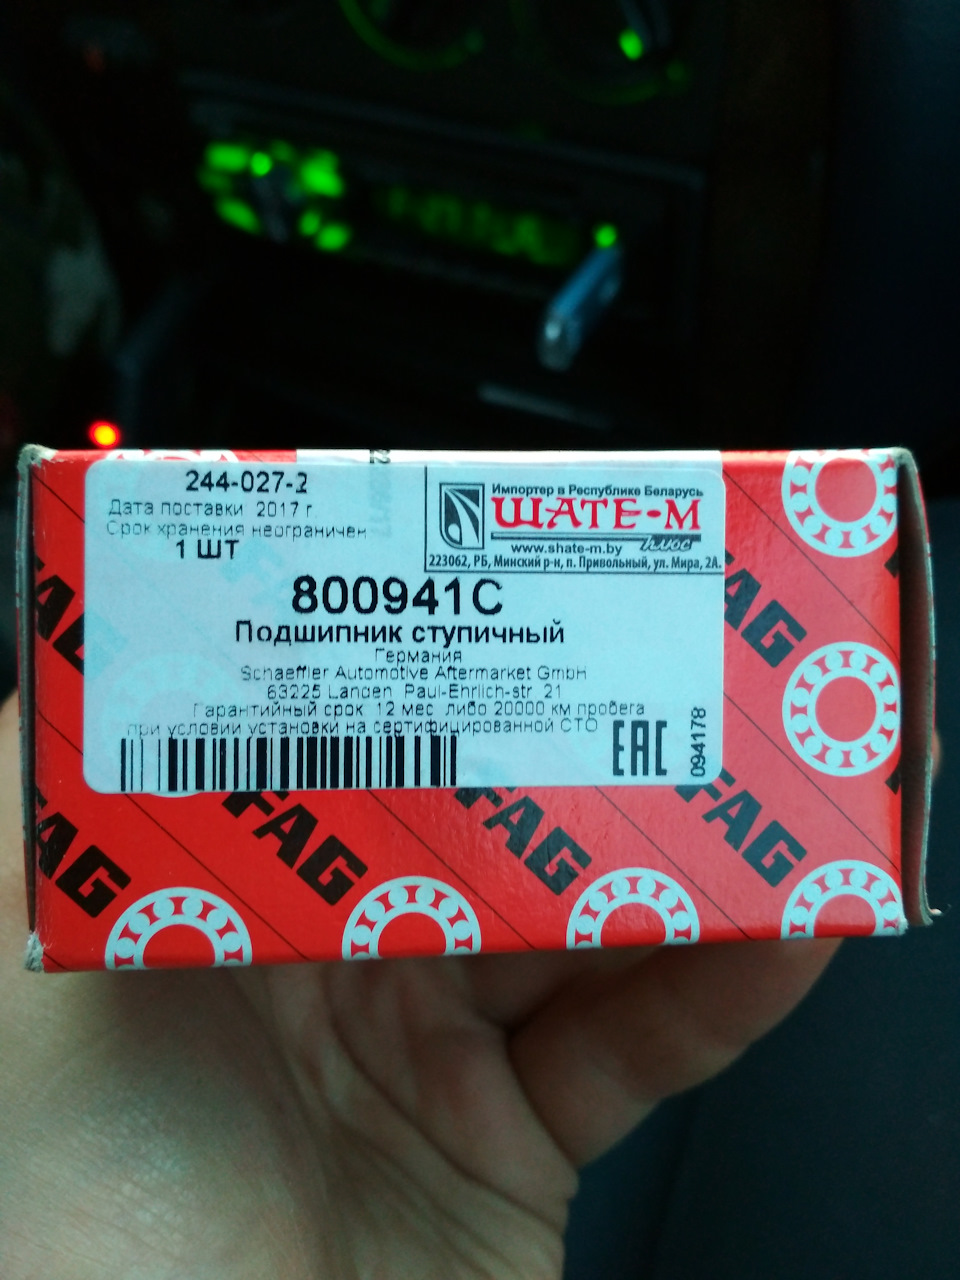 244-027-2
Дата поставки 2017 г.
Срок хранения неограничен
1 ШТ
Импортер в Республике Беларусь
ШАТЕ-М
плюс
www.shate-m.by
223062, РБ, Минский р-н, п. Привольный, ул. Мира, 2А.
800941C
Подшипник ступичный
Германия
Schaeffler Automotive Aftermarket GmbH
63225 Langen Paul-Ehrlich-str. 21
Гарантийный срок 12 мес. либо 20000 км пробега
при условии установки на сертифицированной СТО
EAC
094178
FAG
FAG
FAG
FAG
FAG
FAG